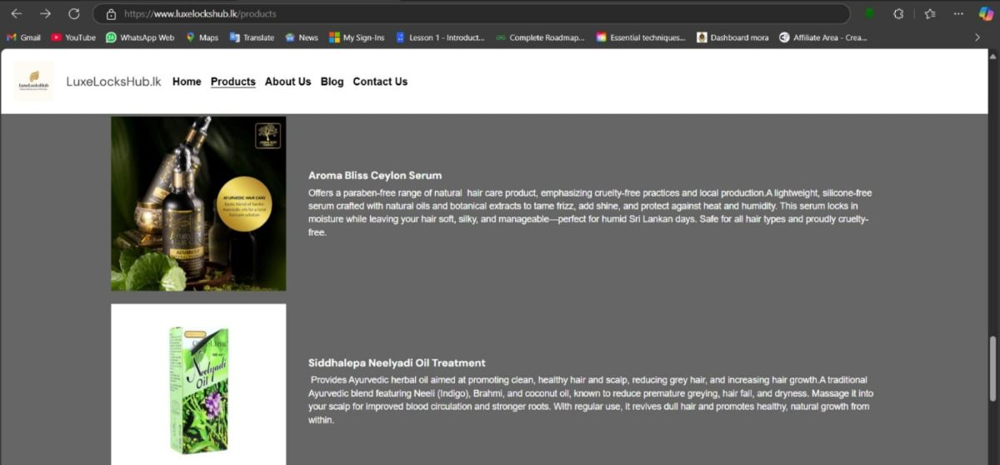 https://www.luxelockshub.lk/products
Gmail YouTube WhatsApp Web Maps Translate News My Sign-Ins Lesson 1 - Introduct... Complete Roadmap... Essential techniques... Dashboard mora Affiliate Area - Crea...
LuxeLocksHub
LuxeLocksHub.lk Home Products About Us Blog Contact Us
AYURVEDIC HAIR CARE
ADVANCED
Aroma Bliss Ceylon Serum
Offers a paraben-free range of natural hair care product, emphasizing cruelty-free practices and local production.A lightweight, silicone-free
serum crafted with natural oils and botanical extracts to tame frizz, add shine, and protect against heat and humidity. This serum locks in
moisture while leaving your hair soft, silky, and manageable—perfect for humid Sri Lankan days. Safe for all hair types and proudly cruelty-
free.
Neelyadi
Oil
Siddhalepa Neelyadi Oil Treatment
Provides Ayurvedic herbal oil aimed at promoting clean, healthy hair and scalp, reducing grey hair, and increasing hair growth.A traditional
Ayurvedic blend featuring Neeli (Indigo), Brahmi, and coconut oil, known to reduce premature greying, hair fall, and dryness. Massage it into
your scalp for improved blood circulation and stronger roots. With regular use, it revives dull hair and promotes healthy, natural growth from
within.